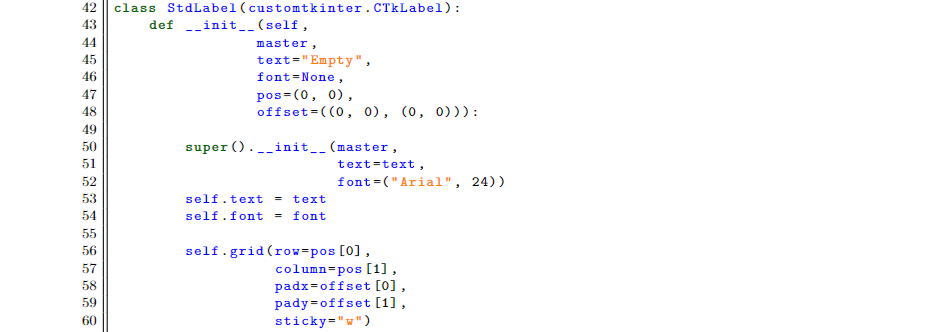 42 class StdLabel(customtkinter.CTkLabel):
43     def __init__(self,
44                 master,
45                 text="Empty",
46                 font=None,
47                 pos=(0, 0),
48                 offset=((0, 0), (0, 0))):
49
50         super().__init__(master,
51                          text=text,
52                          font=("Arial", 24))
53         self.text = text
54         self.font = font
55
56         self.grid(row=pos[0],
57                   column=pos[1],
58                   padx=offset[0],
59                   pady=offset[1],
60                   sticky="w")